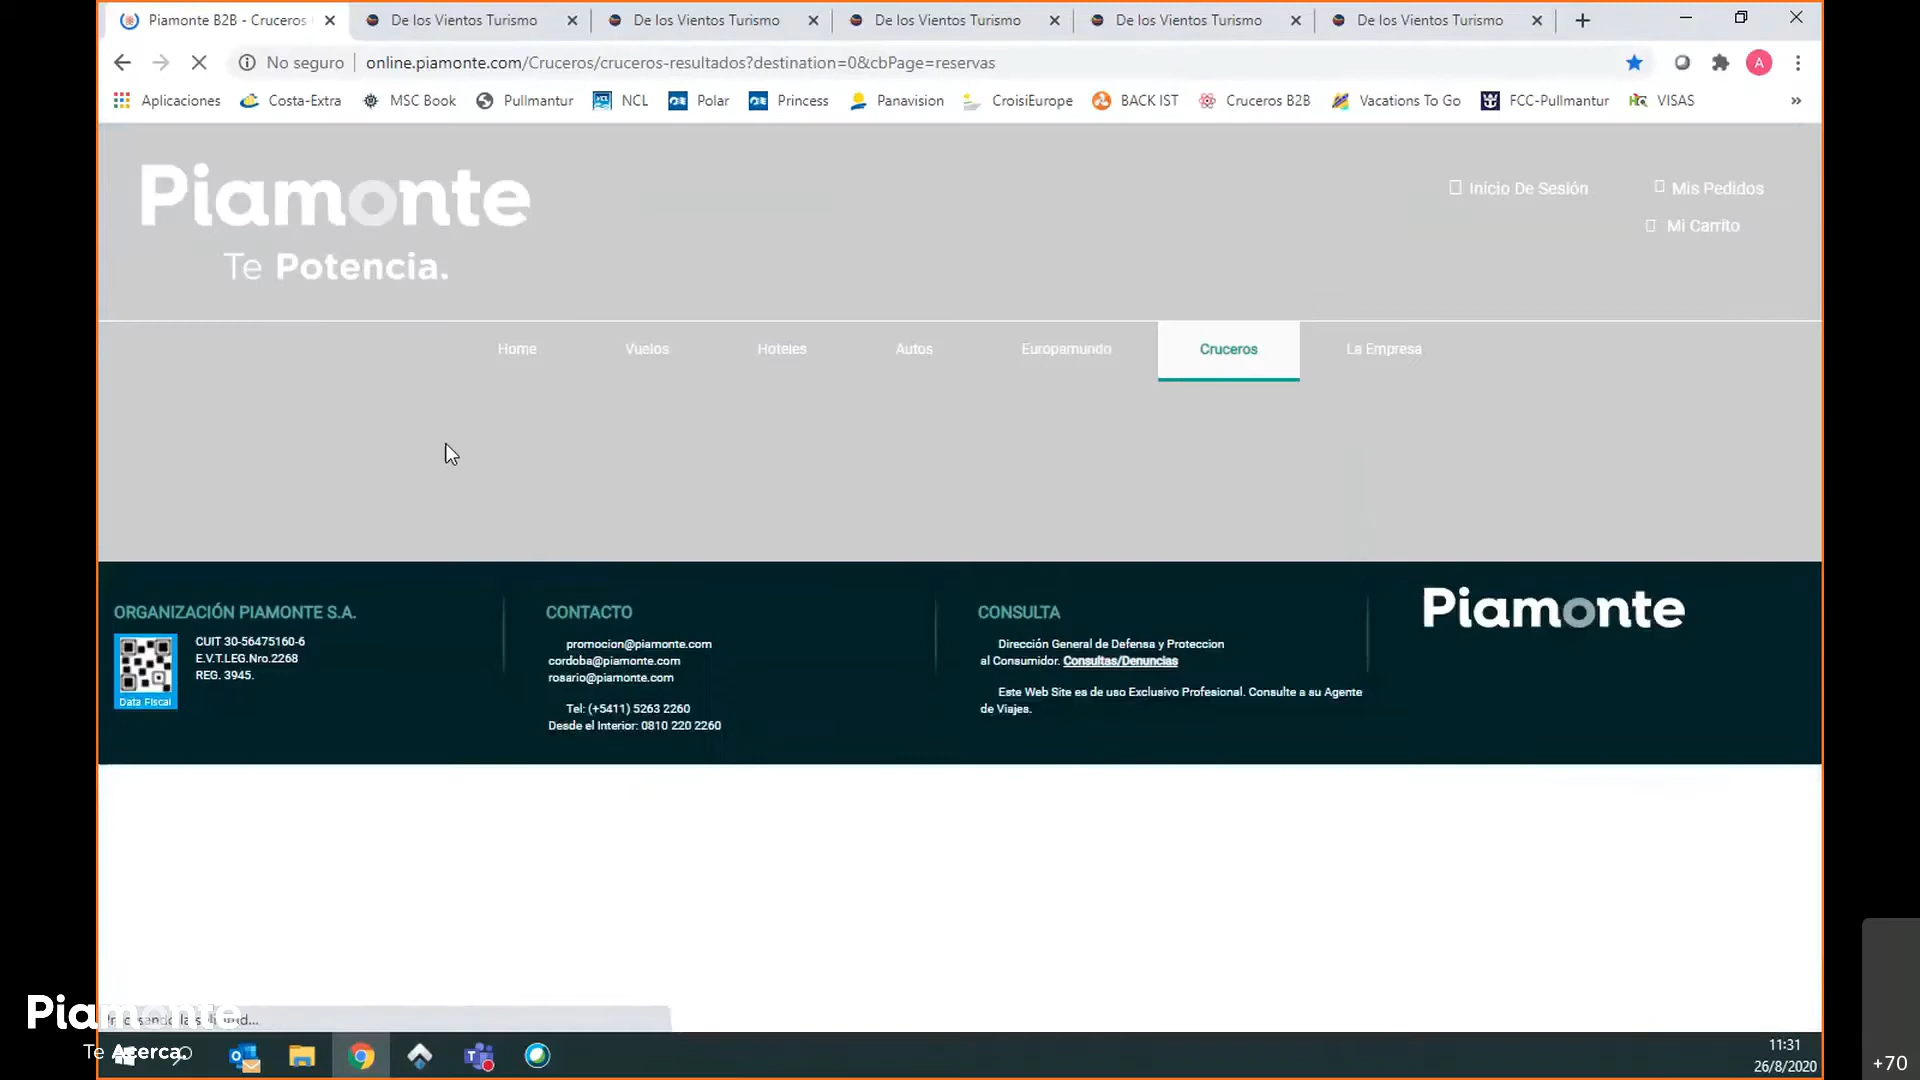 Piamonte B2B - Cruceros
De los Vientos Turismo
De los Vientos Turismo
De los Vientos Turismo
De los Vientos Turismo
De los Vientos Turismo
No seguro
online.piamonte.com/Cruceros/cruceros-resultados?destination=0&cbPage=reservas
A
Aplicaciones
Costa-Extra
MSC Book
Pullmantur
NCL
Polar
Princess
Panavision
CroisiEurope
BACK IST
Cruceros B2B
Vacations To Go
FCC-Pullmantur
VISAS
Piamonte
Te Potencia.
Inicio De Sesión
Mis Pedidos
Mi Carrito
Home
Vuelos
Hoteles
Autos
Europamundo
Cruceros
La Empresa
ORGANIZACIÓN PIAMONTE S.A.
CUIT 30-56475160-6
E.V.T.LEG.Nro.2268
REG. 3945.
Data Fiscal
CONTACTO
promocion@piamonte.com
cordoba@piamonte.com
rosario@piamonte.com
Tel: (+5411) 5263 2260
Desde el Interior: 0810 220 2260
CONSULTA
Dirección General de Defensa y Proteccion
al Consumidor. Consultas/Denuncias
Este Web Site es de uso Exclusivo Profesional. Consulte a su Agente
de Viajes.
Piamonte
Piamonte
Te Acerca.
11:31
26/8/2020
+70